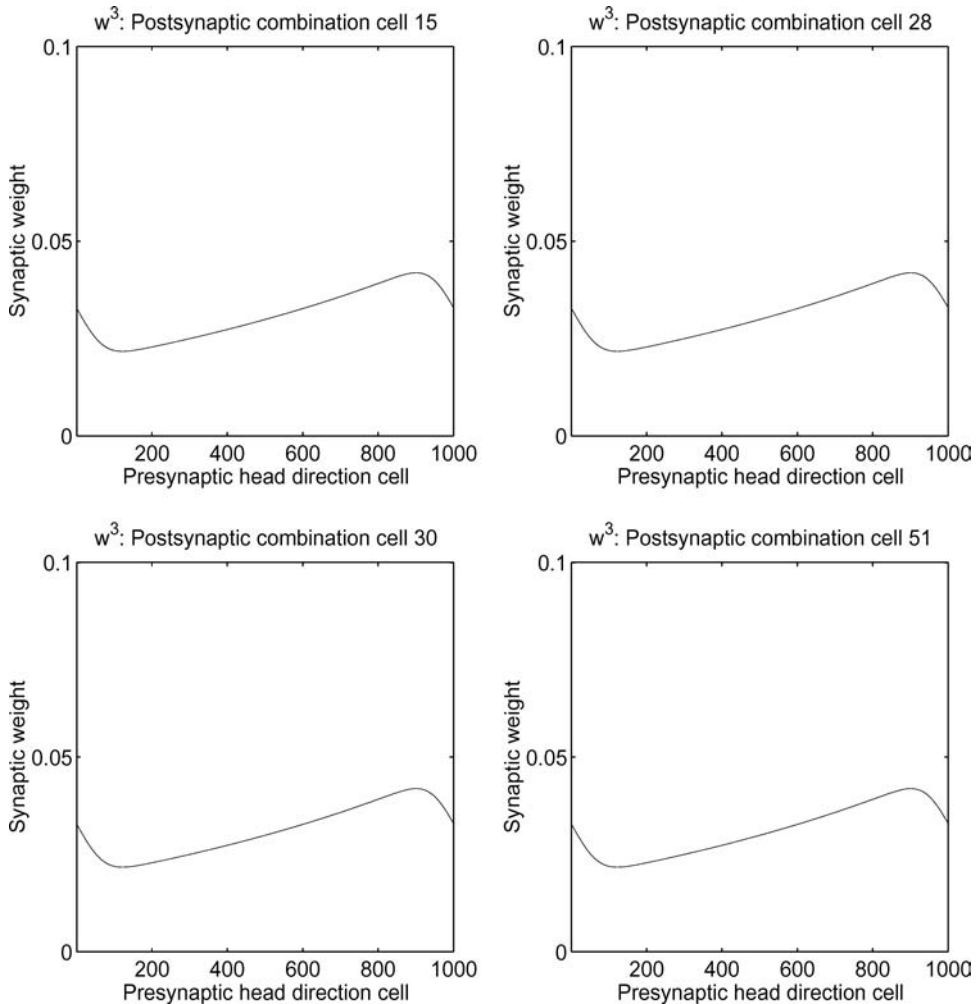 w³: Postsynaptic combination cell 15
0.1
0.05
0
Synaptic weight
200 400 600 800 1000
Presynaptic head direction cell
w³: Postsynaptic combination cell 28
0.1
0.05
0
Synaptic weight
200 400 600 800 1000
Presynaptic head direction cell
w³: Postsynaptic combination cell 30
0.1
0.05
0
Synaptic weight
200 400 600 800 1000
Presynaptic head direction cell
w³: Postsynaptic combination cell 51
0.1
0.05
0
Synaptic weight
200 400 600 800 1000
Presynaptic head direction cell